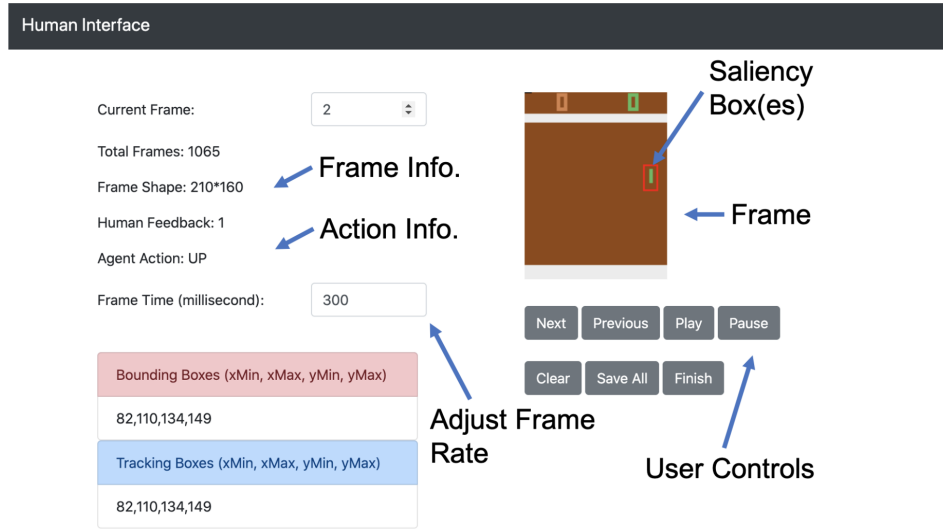 Human Interface
Saliency
Box(es)
Current Frame:
2
Total Frames: 1065
Frame Info.
Frame Shape: 210*160
Frame
Human Feedback: 1
Action Info.
Agent Action: UP
Frame Time (millisecond):
300
Next
Previous
Play
Pause
Bounding Boxes (xMin, xMax, yMin, yMax)
Clear
Save All
Finish
82,110,134,149
Adjust Frame
Rate
Tracking Boxes (xMin, xMax, yMin, yMax)
User Controls
82,110,134,149